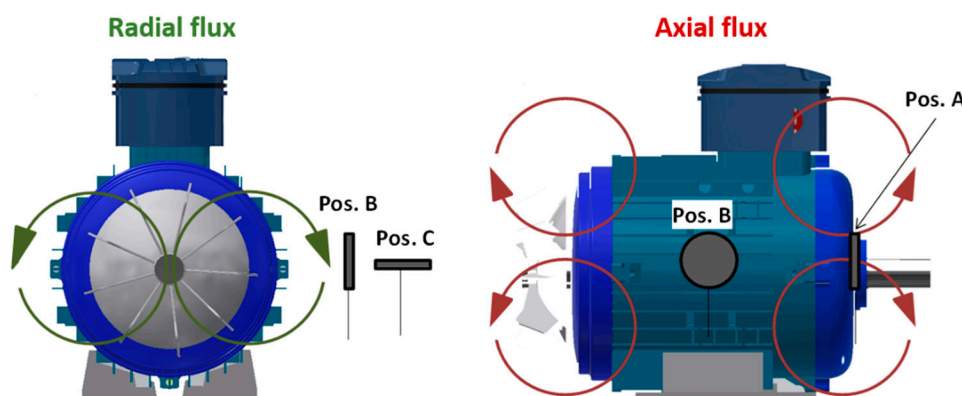 Radial flux
Axial flux
Pos. A
Pos. B
Pos. C
Pos. B